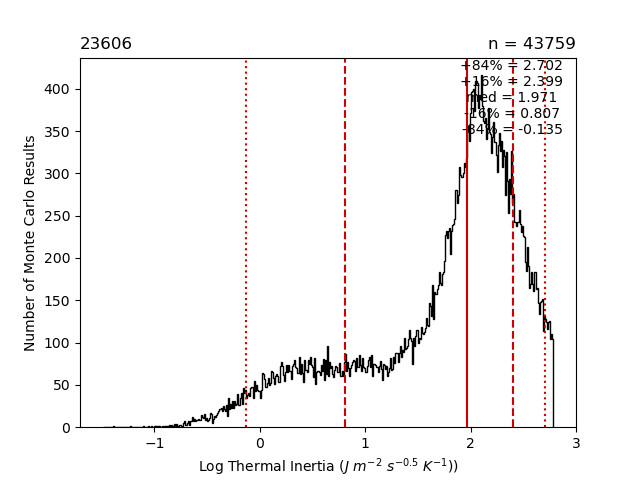 23606
n = 43759
+84% = 2.702
+16% = 2.399
med = 1.971
-16% = 0.807
-84% = -0.135
Number of Monte Carlo Results
400
350
300
250
200
150
100
50
0
−1
0
1
2
3
Log Thermal Inertia (J m⁻² s⁻⁰·⁵ K⁻¹))